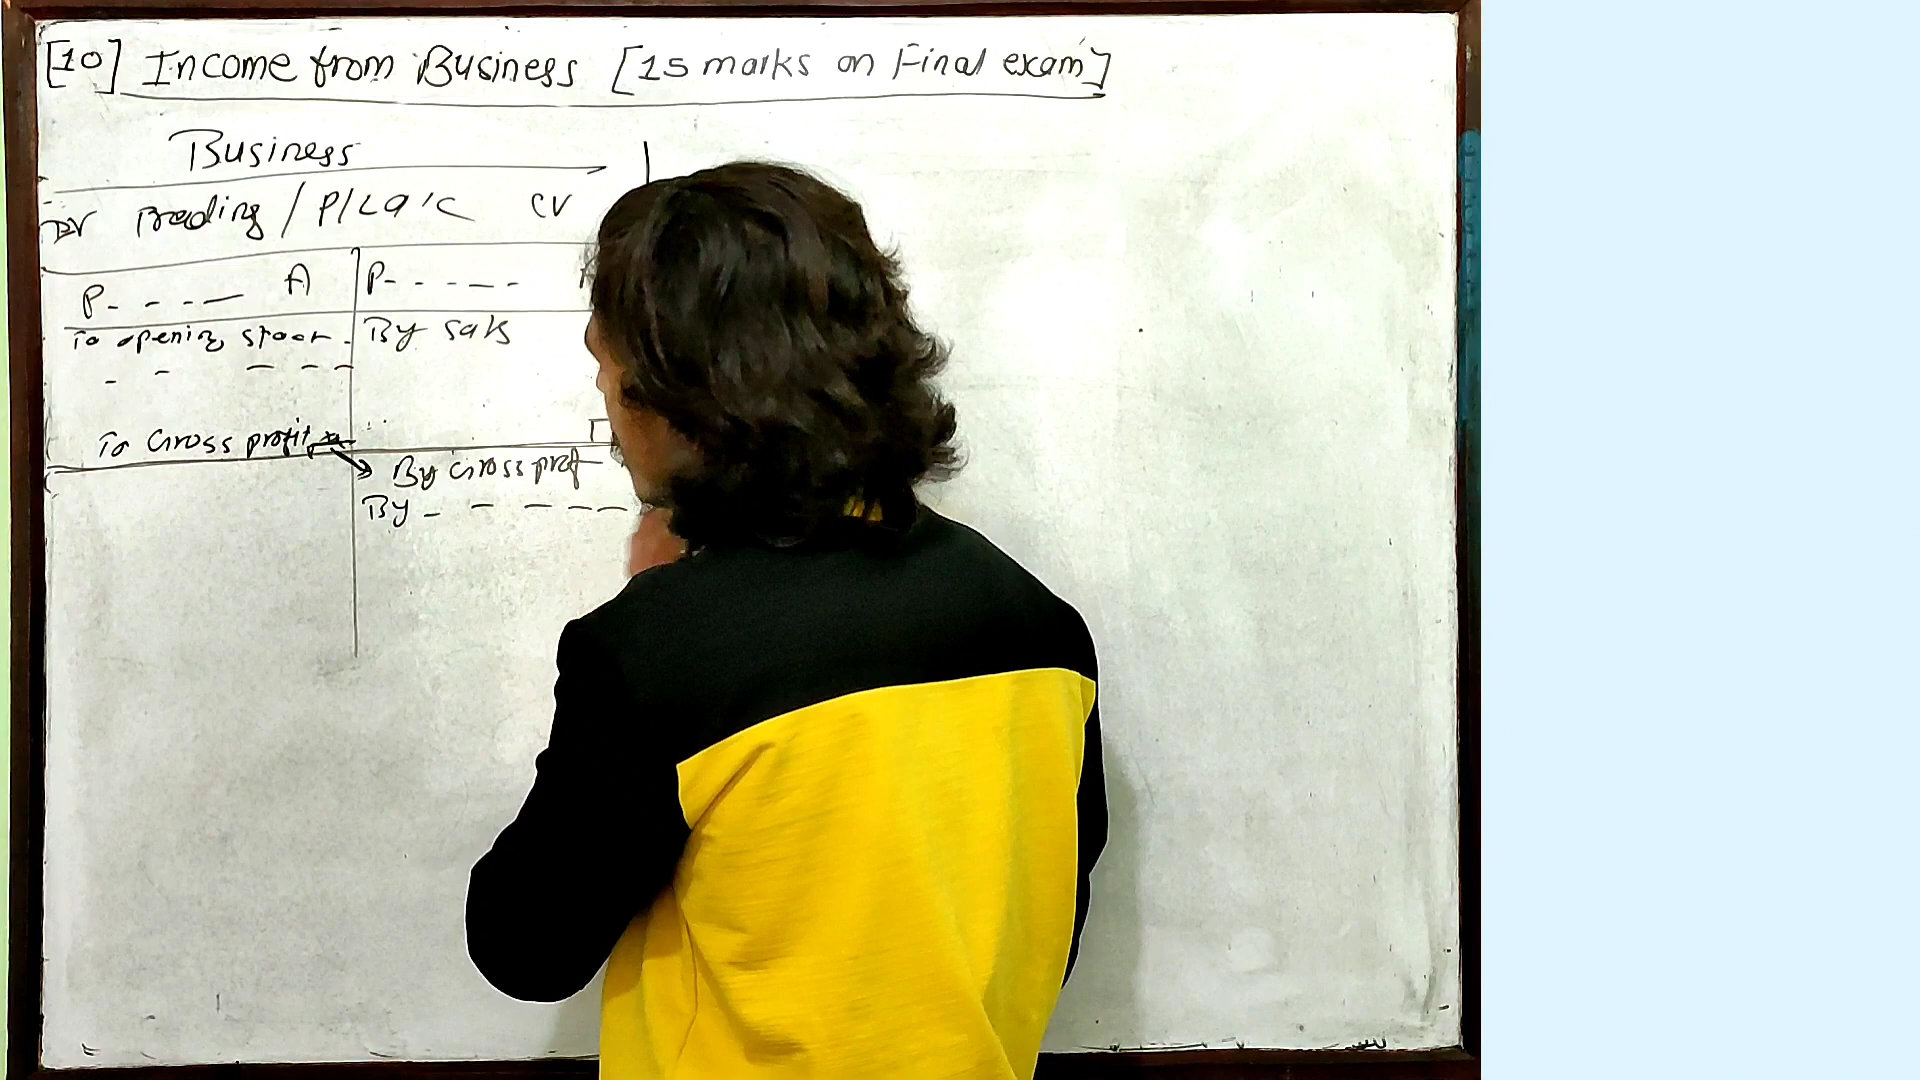 [10] Income from Business [15 marks on Final exam]
Business
Dr Trading / P/L a/c cr
P- - - - — A P- - - - - -
To opening stock - By sals
- - — - -
To Gross profit
By Gross prof
By - - - - -